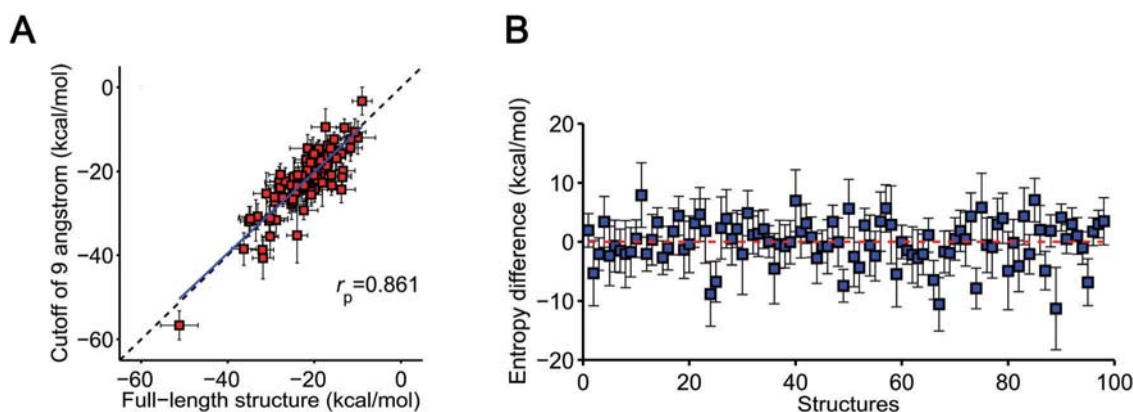 A
B
Cutoff of 9 angstrom (kcal/mol)
0
−20
−40
−60
r_p=0.861
−60
−40
−20
0
Full−length structure (kcal/mol)
Entropy difference (kcal/mol)
20
10
0
−10
−20
0
20
40
60
80
100
Structures